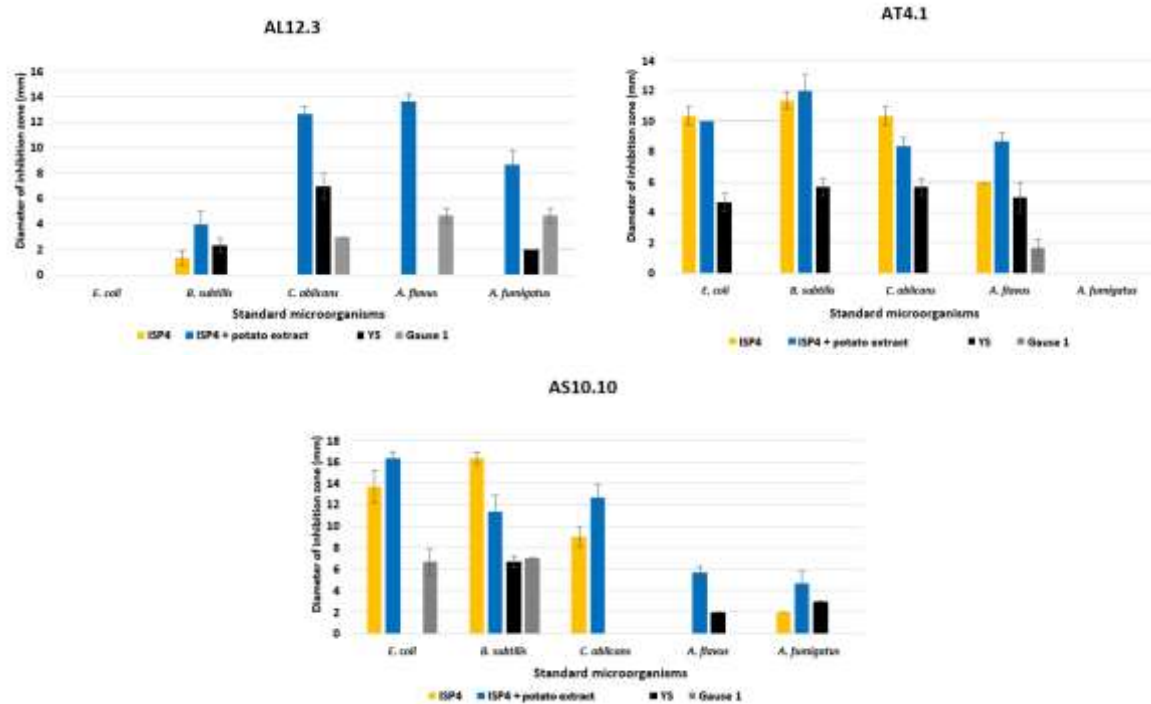 AL12.3
Diameter of inhibition zone (mm)
16
14
12
10
8
6
4
2
0
E. coli B. subtilis C. ablicans A. flavus A. fumigatus
Standard microorganisms
ISP4 ISP4 + potato extract YS Gause 1
AT4.1
Diameter of inhibition zone (mm)
14
12
10
8
6
4
2
0
E. coli B. subtilis C. ablicans A. flavus A. fumigatus
Standard microorganisms
ISP4 ISP4 + potato extract YS Gause 1
AS10.10
Diameter of inhibition zone (mm)
18
16
14
12
10
8
6
4
2
0
E. coli B. subtilis C. ablicans A. flavus A. fumigatus
Standard microorganisms
ISP4 ISP4 + potato extract YS Gause 1